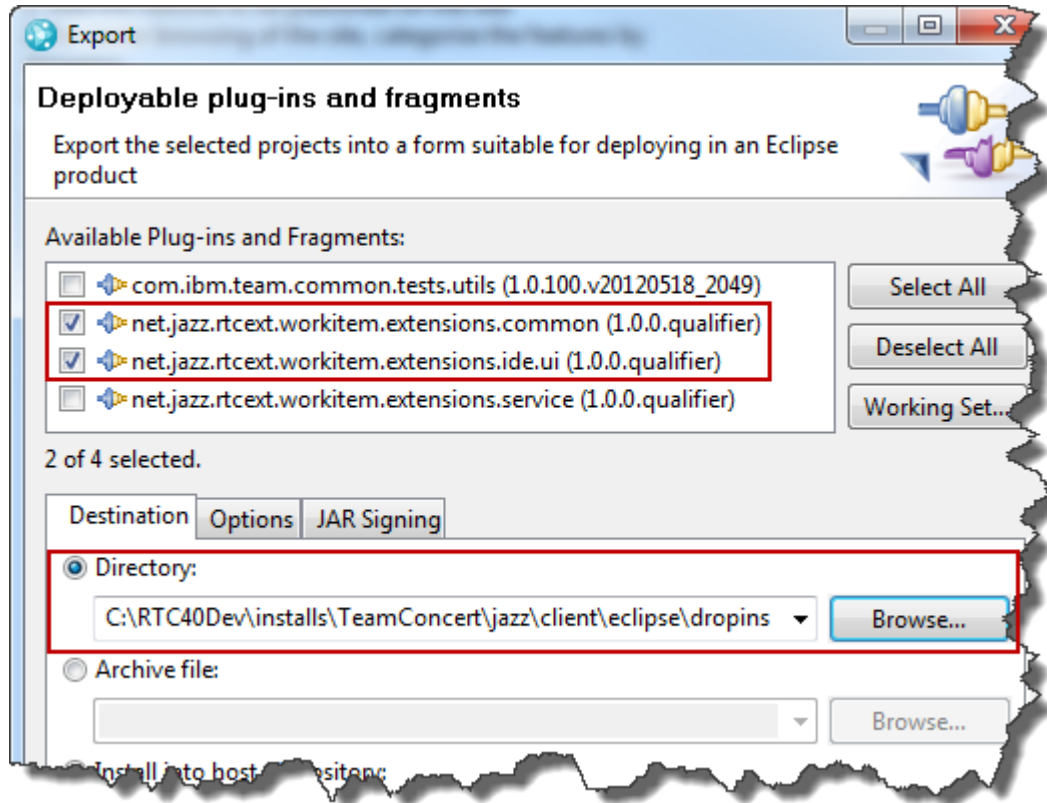 Export
Deployable plug-ins and fragments
Export the selected projects into a form suitable for deploying in an Eclipse
product
Available Plug-ins and Fragments:
com.ibm.team.common.tests.utils (1.0.100.v20120518_2049)
Select All
net.jazz.rtcext.workitem.extensions.common (1.0.0.qualifier)
net.jazz.rtcext.workitem.extensions.ide.ui (1.0.0.qualifier)
Deselect All
net.jazz.rtcext.workitem.extensions.service (1.0.0.qualifier)
Working Set...
2 of 4 selected.
Destination Options JAR Signing
Directory:
C:\RTC40Dev\installs\TeamConcert\jazz\client\eclipse\dropins
Browse...
Archive file:
Browse...
Install into host